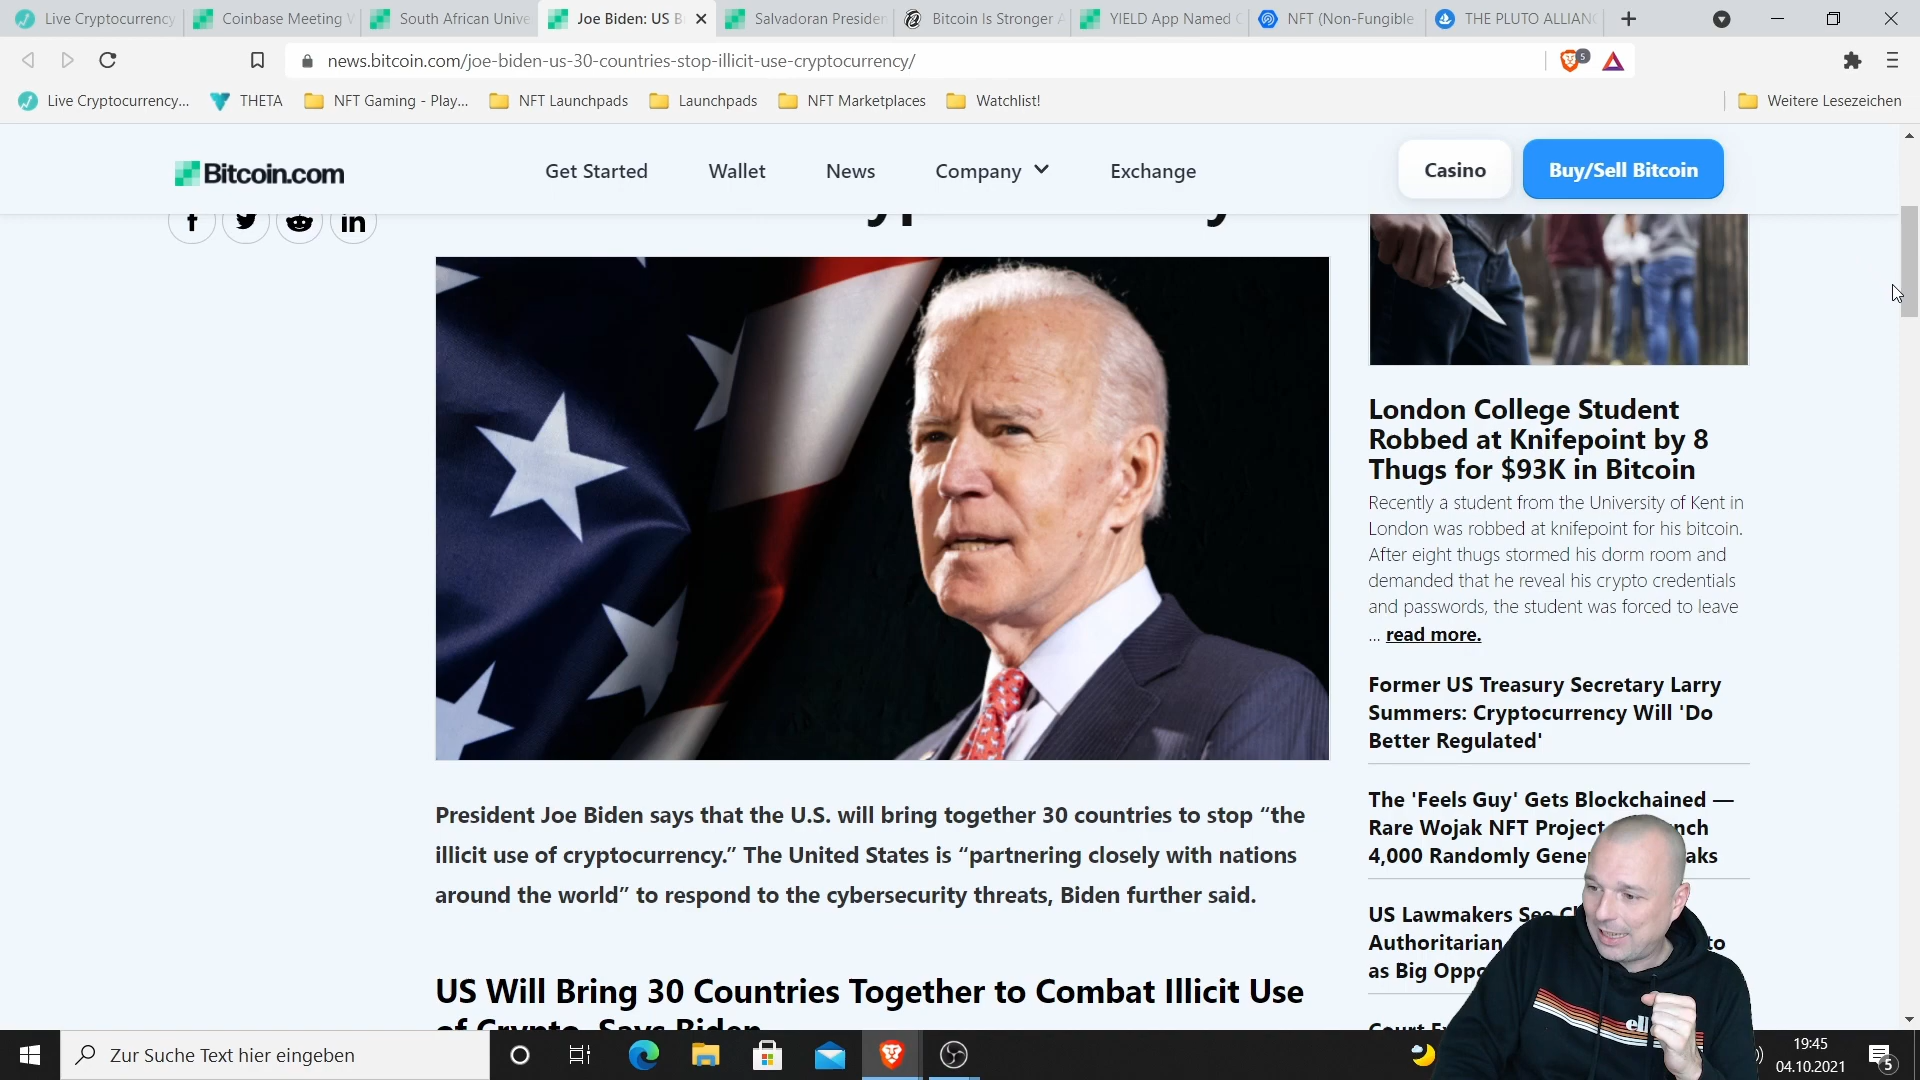 Live Cryptocurrency
Coinbase Meeting
South African Unive
Joe Biden: US B
Salvadoran Presiden
Bitcoin Is Stronger
YIELD App Named
NFT (Non-Fungible
THE PLUTO ALLIAN
news.bitcoin.com/joe-biden-us-30-countries-stop-illicit-use-cryptocurrency/
5
Live Cryptocurrency...
THETA
NFT Gaming - Play...
NFT Launchpads
Launchpads
NFT Marketplaces
Watchlist!
Weitere Lesezeichen
Bitcoin.com
Get Started
Wallet
News
Company
Exchange
Casino
Buy/Sell Bitcoin
President Joe Biden says that the U.S. will bring together 30 countries to stop “the
illicit use of cryptocurrency.” The United States is “partnering closely with nations
around the world” to respond to the cybersecurity threats, Biden further said.
US Will Bring 30 Countries Together to Combat Illicit Use
of Crypto, Says Biden
London College Student
Robbed at Knifepoint by 8
Thugs for $93K in Bitcoin
Recently a student from the University of Kent in
London was robbed at knifepoint for his bitcoin.
After eight thugs stormed his dorm room and
demanded that he reveal his crypto credentials
and passwords, the student was forced to leave
... read more.
Former US Treasury Secretary Larry
Summers: Cryptocurrency Will 'Do
Better Regulated'
The 'Feels Guy' Gets Blockchained —
Rare Wojak NFT Project
4,000 Randomly
US Lawmakers See
Authoritarian to
as Big
Court
Zur Suche Text hier eingeben
19:45
04.10.2021
5